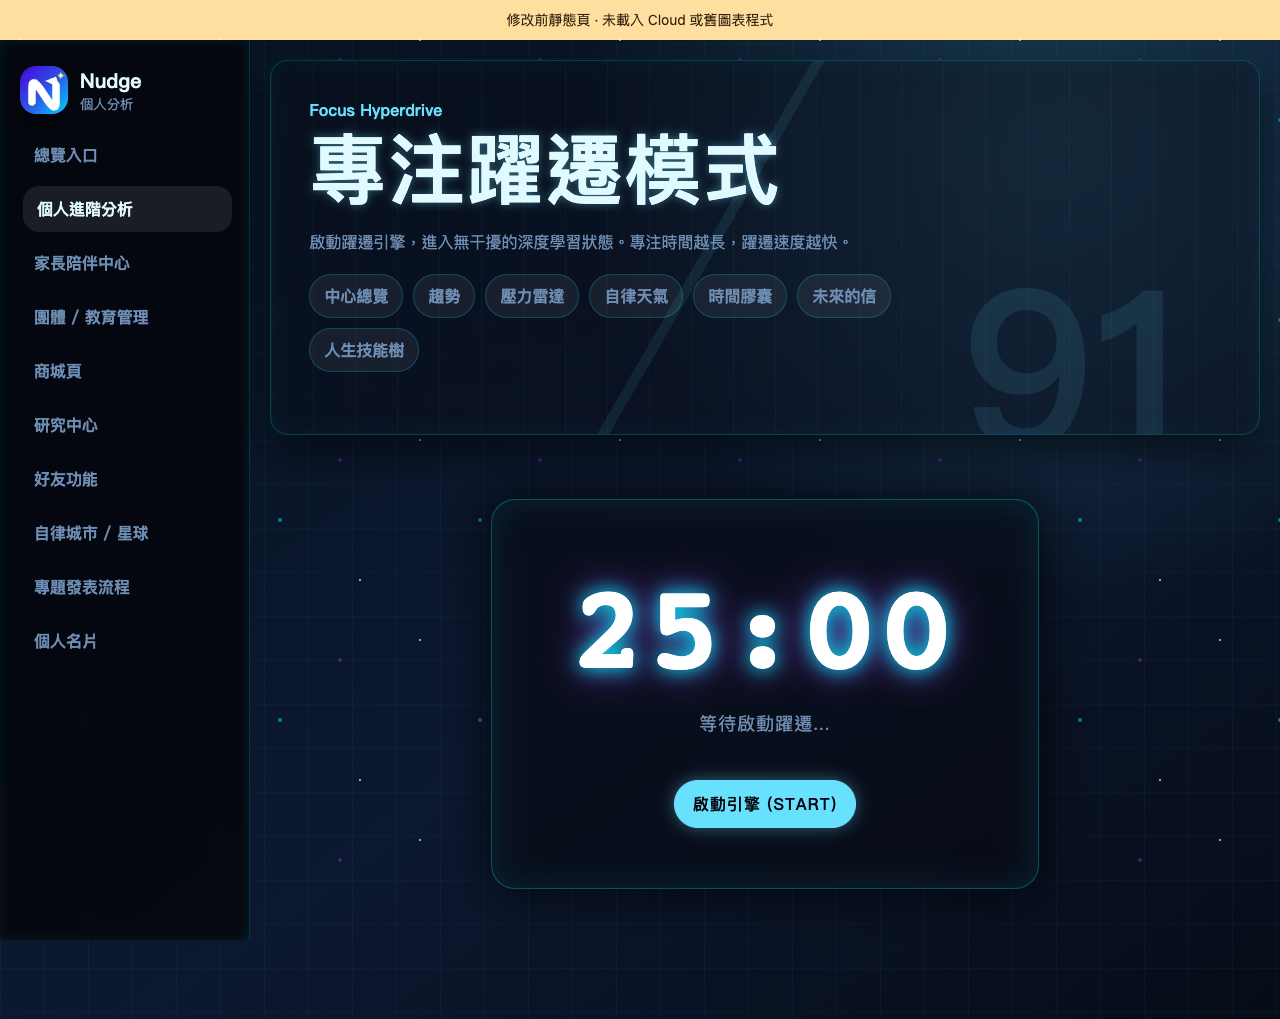 修改前靜態頁 · 未載入 Cloud 或舊圖表程式
Nudge
個人分析
總覽入口
個人進階分析
家長陪伴中心
團體 / 教育管理
商城頁
研究中心
好友功能
自律城市 / 星球
專題發表流程
個人名片
Focus Hyperdrive
專注躍遷模式
啟動躍遷引擎，進入無干擾的深度學習狀態。專注時間越長，躍遷速度越快。
中心總覽 趨勢 壓力雷達 自律天氣 時間膠囊 未來的信
人生技能樹
91
25:00
等待啟動躍遷...
啟動引擎 (START)